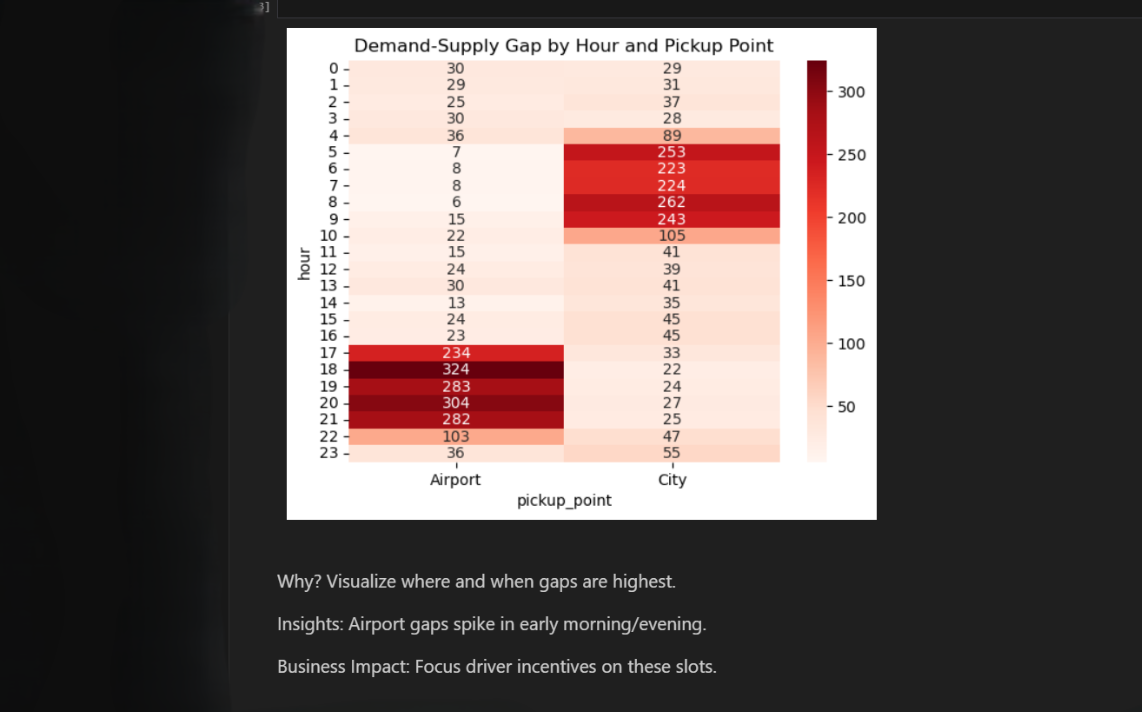 3]
Demand-Supply Gap by Hour and Pickup Point
0 30 29
1 29 31
2 25 37
3 30 28
4 36 89
5 7 253
6 8 223
7 8 224
8 6 262
9 15 243
10 22 105
11 15 41
12 24 39
13 30 41
14 13 35
15 24 45
16 23 45
17 234 33
18 324 22
19 283 24
20 304 27
21 282 25
22 103 47
23 36 55
hour
Airport City
pickup_point
300
250
200
150
100
50
Why? Visualize where and when gaps are highest.
Insights: Airport gaps spike in early morning/evening.
Business Impact: Focus driver incentives on these slots.